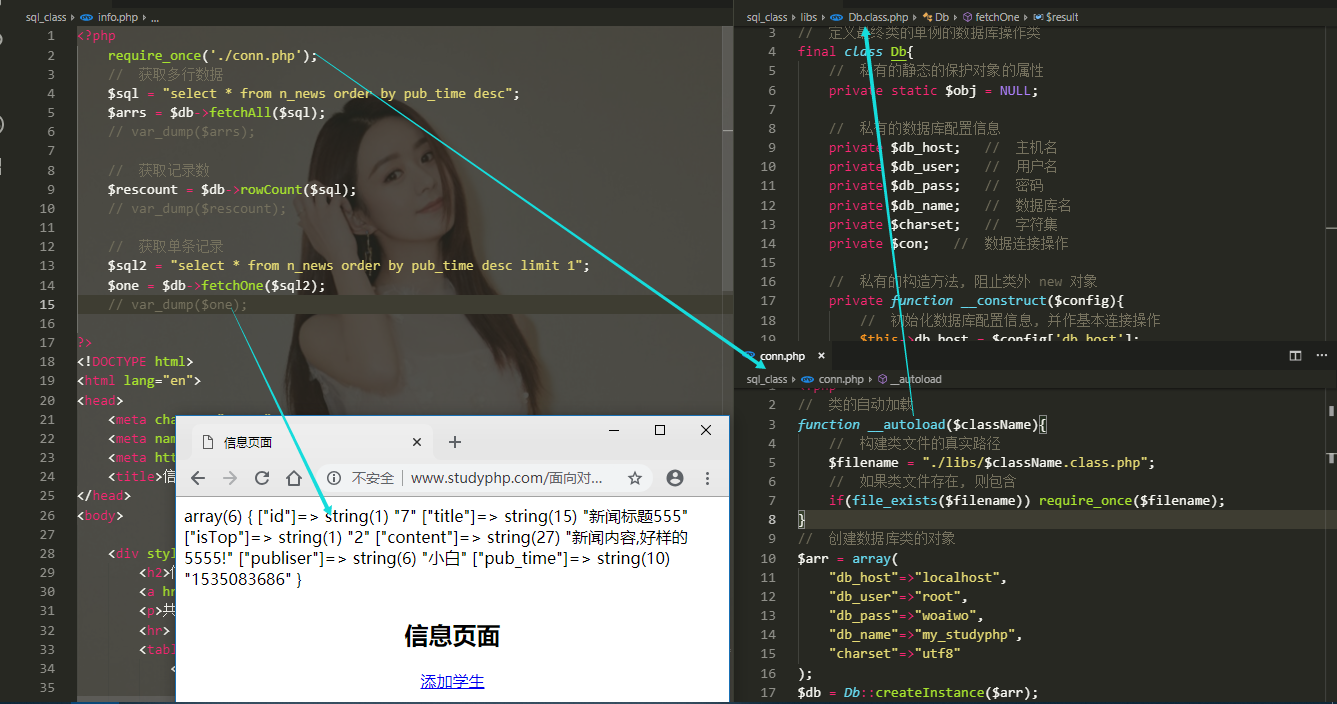 sql_class › info.php › ...
1 <?php
2 require_once('./conn.php');
3 // 获取多行数据
4 $sql = "select * from n_news order by pub_time desc";
5 $arrs = $db->fetchAll($sql);
6 // var_dump($arrs);
7
8 // 获取记录数
9 $rescount = $db->rowCount($sql);
10 // var_dump($rescount);
11
12 // 获取单条记录
13 $sql2 = "select * from n_news order by pub_time desc limit 1";
14 $one = $db->fetchOne($sql2);
15 // var_dump($one);
16
17 ?>
18 <!DOCTYPE html>
19 <html lang="en">
20 <head>
21 <meta cha
22 <meta nam
23 <meta htt
24 <title>信
25 </head>
26 <body>
27
28 <div styl
29 <h2>信
30 <a hr
31 <p>共
32 <hr>
33 <tabl
34 <
35
信息页面
不安全 www.studyphp.com/面向对...
array(6) { ["id"]=> string(1) "7" ["title"]=> string(15) "新闻标题555"
["isTop"]=> string(1) "2" ["content"]=> string(27) "新闻内容,好样的
5555!" ["publiser"]=> string(6) "小白" ["pub_time"]=> string(10)
"1535083686" }
信息页面
添加学生
sql_class › libs › Db.class.php › Db › fetchOne › $result
3 // 定义最终类的单例的数据库操作类
4 final class Db{
5 // 私有的静态的保护对象的属性
6 private static $obj = NULL;
7
8 // 私有的数据库配置信息
9 private $db_host; // 主机名
10 private $db_user; // 用户名
11 private $db_pass; // 密码
12 private $db_name; // 数据库名
13 private $charset; // 字符集
14 private $con; // 数据连接操作
15
16 // 私有的构造方法, 阻止类外 new 对象
17 private function __construct($config){
18 // 初始化数据库配置信息, 并作基本连接操作
19 $this->db_host = $config['db_host'];
conn.php
sql_class › conn.php › __autoload
<?php
2 // 类的自动加载
3 function __autoload($className){
4 // 构建类文件的真实路径
5 $filename = "./libs/$className.class.php";
6 // 如果类文件存在, 则包含
7 if(file_exists($filename)) require_once($filename);
8 }
9 // 创建数据库类的对象
10 $arr = array(
11 "db_host"=>"localhost",
12 "db_user"=>"root",
13 "db_pass"=>"woaiwo",
14 "db_name"=>"my_studyphp",
15 "charset"=>"utf8"
16 );
17 $db = Db::createInstance($arr);